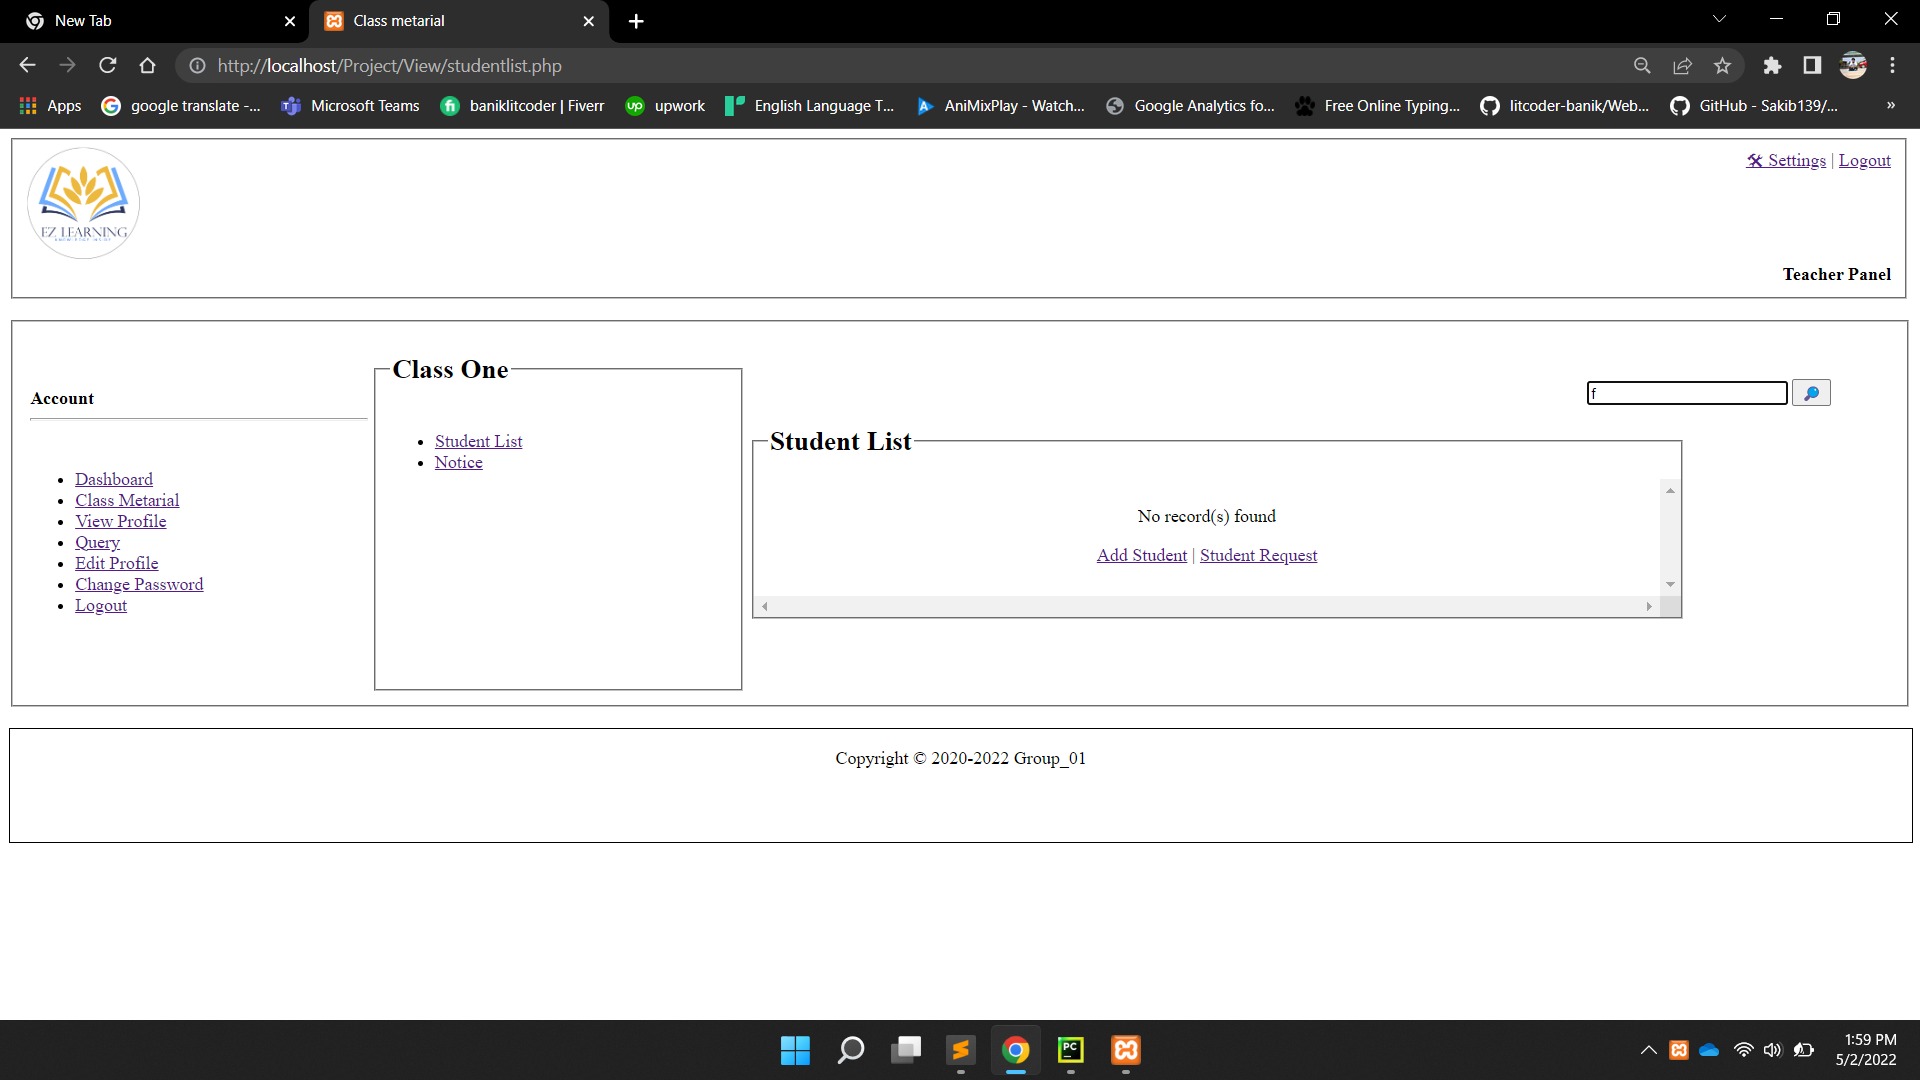 New Tab
Class metarial
http://localhost/Project/View/studentlist.php
Apps
google translate -...
Microsoft Teams
baniklitcoder | Fiverr
upwork
English Language T...
AniMixPlay - Watch...
Google Analytics fo...
Free Online Typing...
litcoder-banik/Web...
GitHub - Sakib139/...
»
EZ LEARNING
KNOWLEDGE INSIDE
Settings | Logout
Teacher Panel
Account
Dashboard
Class Metarial
View Profile
Query
Edit Profile
Change Password
Logout
Class One
Student List
Notice
f
Student List
No record(s) found
Add Student | Student Request
Copyright © 2020-2022 Group_01
PC
1:59 PM
5/2/2022